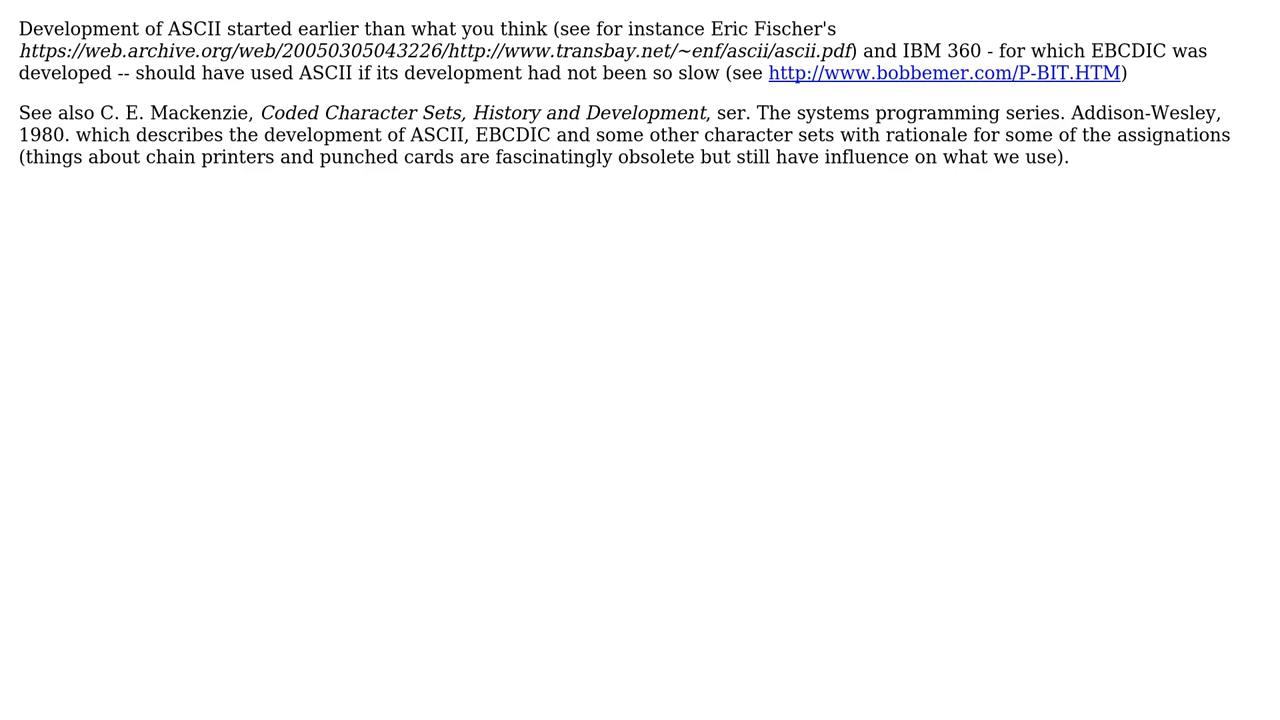 Development of ASCII started earlier than what you think (see for instance Eric Fischer's
https://web.archive.org/web/20050305043226/http://www.transbay.net/~enf/ascii/ascii.pdf) and IBM 360 - for which EBCDIC was
developed -- should have used ASCII if its development had not been so slow (see http://www.bobbemer.com/P-BIT.HTM)
See also C. E. Mackenzie, Coded Character Sets, History and Development, ser. The systems programming series. Addison-Wesley,
1980. which describes the development of ASCII, EBCDIC and some other character sets with rationale for some of the assignations
(things about chain printers and punched cards are fascinatingly obsolete but still have influence on what we use).